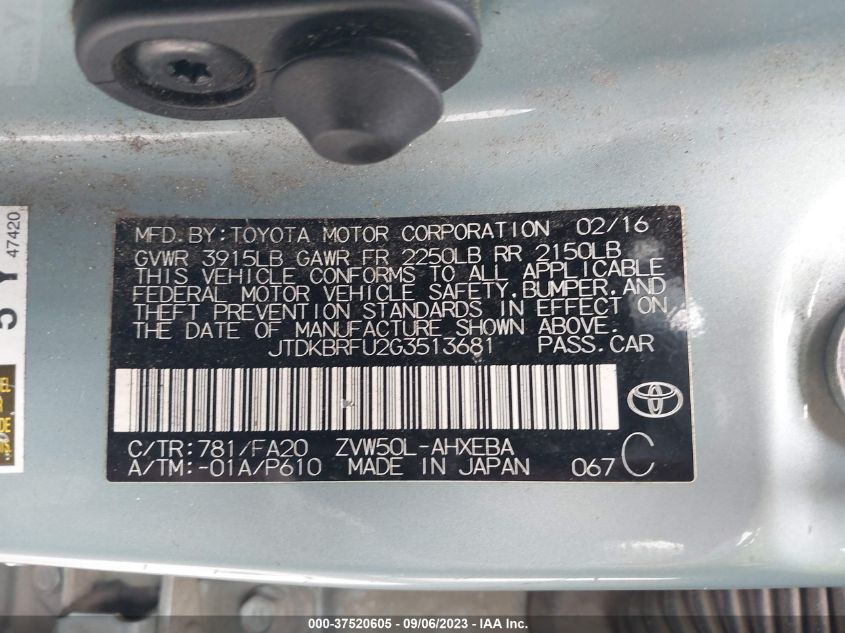 MFD. BY: TOYOTA MOTOR CORPORATION 02/16
GVWR 3915LB GAWR FR 2250LB RR 2150LB
THIS VEHICLE CONFORMS TO ALL APPLICABLE
FEDERAL MOTOR VEHICLE SAFETY, BUMPER, AND
THEFT PREVENTION STANDARDS IN EFFECT ON
THE DATE OF MANUFACTURE SHOWN ABOVE.
JTDKBRFU2G3513681 PASS. CAR
C/TR: 781/FA20 ZVW50L-AHXEBA
A/TM: -01A/P610 MADE IN JAPAN 067 C
5 Y
47420
000-37520605 - 09/06/2023 - IAA Inc.